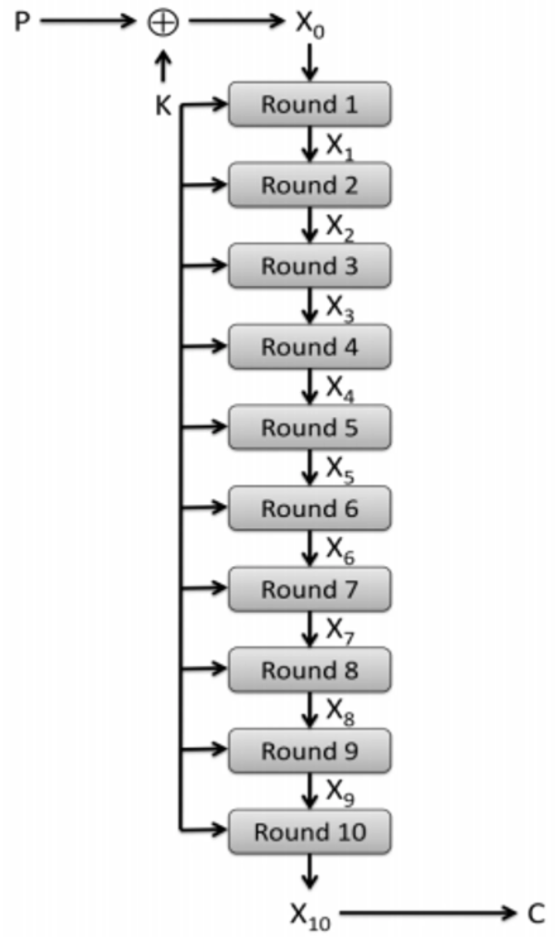 P ⊕ X₀
K Round 1
X₁
Round 2
X₂
Round 3
X₃
Round 4
X₄
Round 5
X₅
Round 6
X₆
Round 7
X₇
Round 8
X₈
Round 9
X₉
Round 10
X₁₀ C